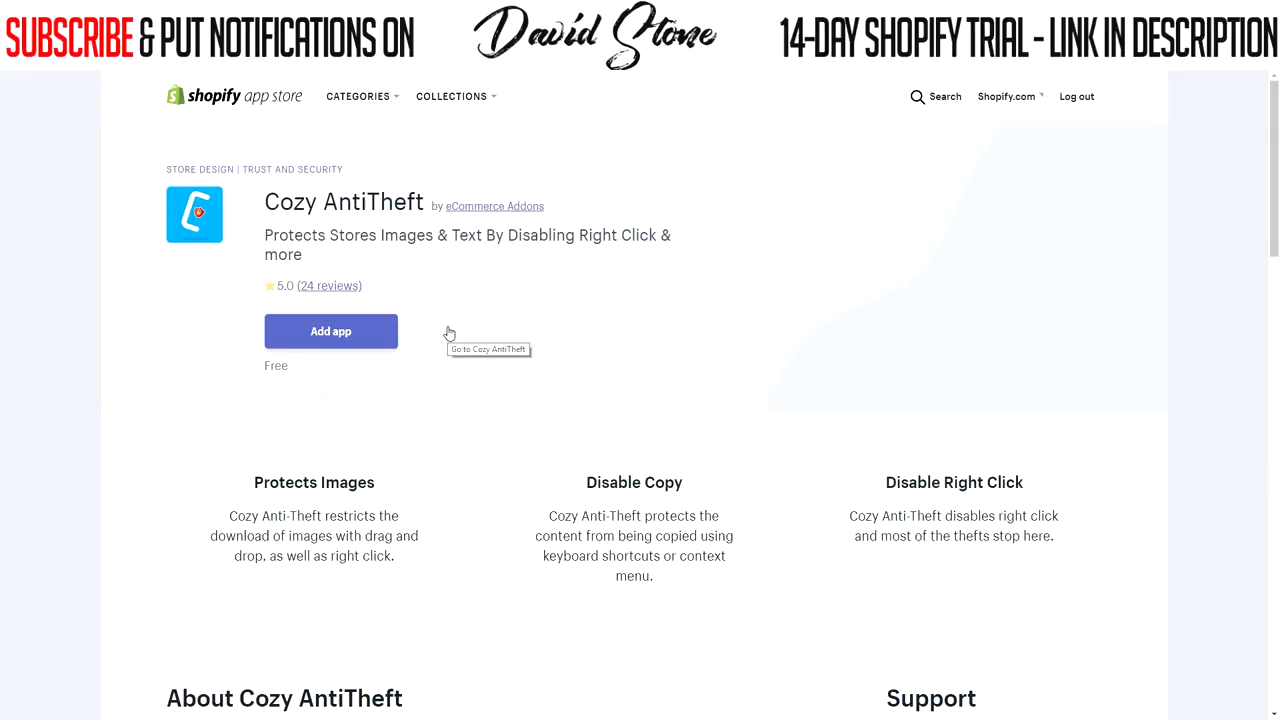 SUBSCRIBE & PUT NOTIFICATIONS ON
David Stone
14-DAY SHOPIFY TRIAL - LINK IN DESCRIPTION
shopify app store
CATEGORIES
COLLECTIONS
Search
Shopify.com
Log out
STORE DESIGN | TRUST AND SECURITY
Cozy AntiTheft by eCommerce Addons
Protects Stores Images & Text By Disabling Right Click &
more
5.0 (24 reviews)
Add app
Go to Cozy AntiTheft
Free
Protects Images
Cozy Anti-Theft restricts the
download of images with drag and
drop, as well as right click.
Disable Copy
Cozy Anti-Theft protects the
content from being copied using
keyboard shortcuts or context
menu.
Disable Right Click
Cozy Anti-Theft disables right click
and most of the thefts stop here.
About Cozy AntiTheft
Support